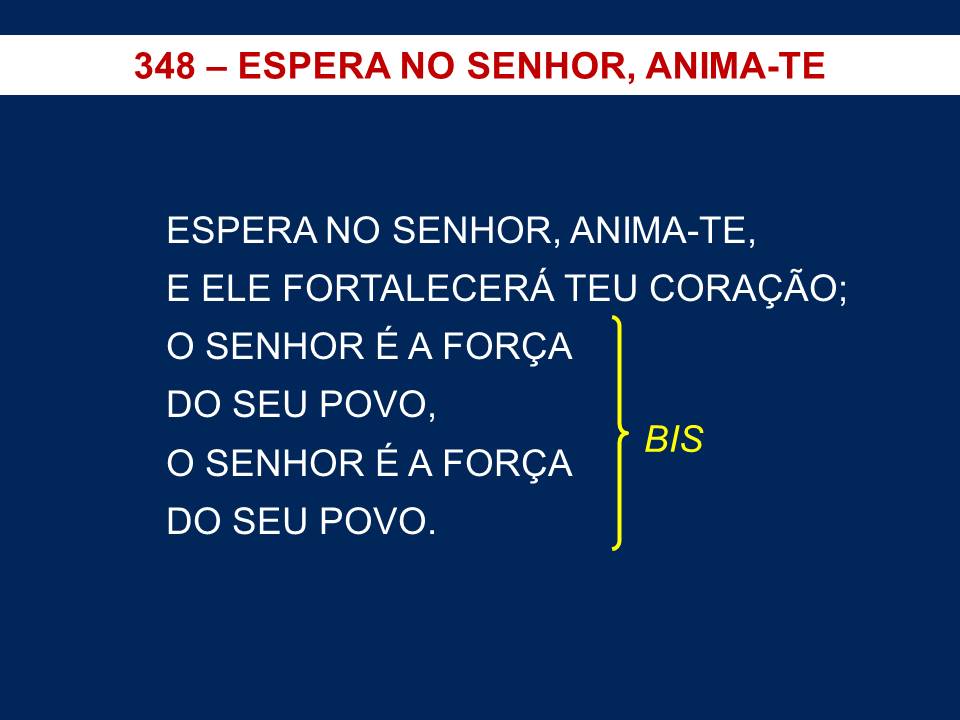 348 – ESPERA NO SENHOR, ANIMA-TE
ESPERA NO SENHOR, ANIMA-TE,
E ELE FORTALECERÁ TEU CORAÇÃO;
O SENHOR É A FORÇA
DO SEU POVO,
BIS
O SENHOR É A FORÇA
DO SEU POVO.